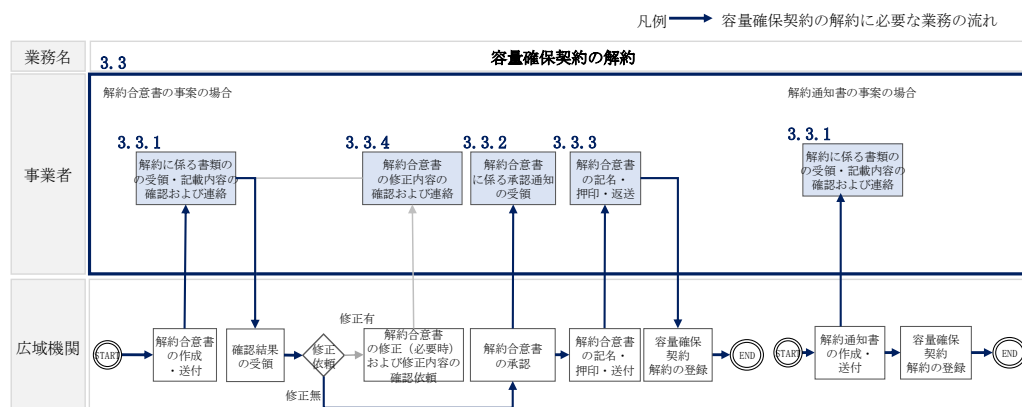 凡例 容量確保契約の解約に必要な業務の流れ
業務名
3.3
容量確保契約の解約
事業者
解約合意書の事案の場合
解約通知書の事案の場合
3.3.1
解約に係る書類の
の受領・記載内容の
確認および連絡
3.3.4
解約合意書
の修正内容の
確認および連絡
3.3.2
解約合意書
に係る承認通知
の受領
3.3.3
解約合意書
の記名・
押印・返送
3.3.1
解約に係る書類の
の受領・記載内容の
確認および連絡
広域機関
START
解約合意書
の作成
・送付
確認結果
の受領
修正
依頼
修正有
修正無
解約合意書
の修正（必要時）
および修正内容の
確認依頼
解約合意書
の承認
解約合意書
の記名・
押印・送付
容量確保
契約
解約の登録
END
START
解約通知書
の作成・
送付
容量確保
契約
解約の登録
END